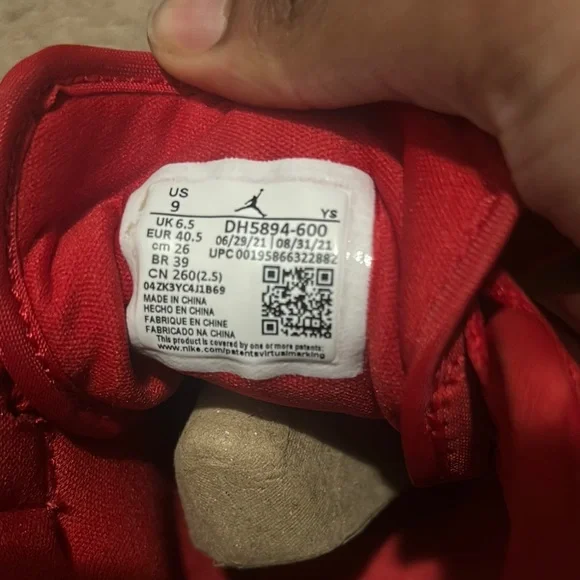 US
9
YS
UK 6.5
EUR 40.5
cm 26
BR 39
CN 260(2.5)
DH5894-600
06/29/21 08/31/21
UPC 00195866322882
04ZK3YC4J1B69
MADE IN CHINA
HECHO EN CHINA
FABRIQUE EN CHINE
FABRICADO NA CHINA
This product is covered by one or more patents:
www.nike.com/patentsvirtualmarking